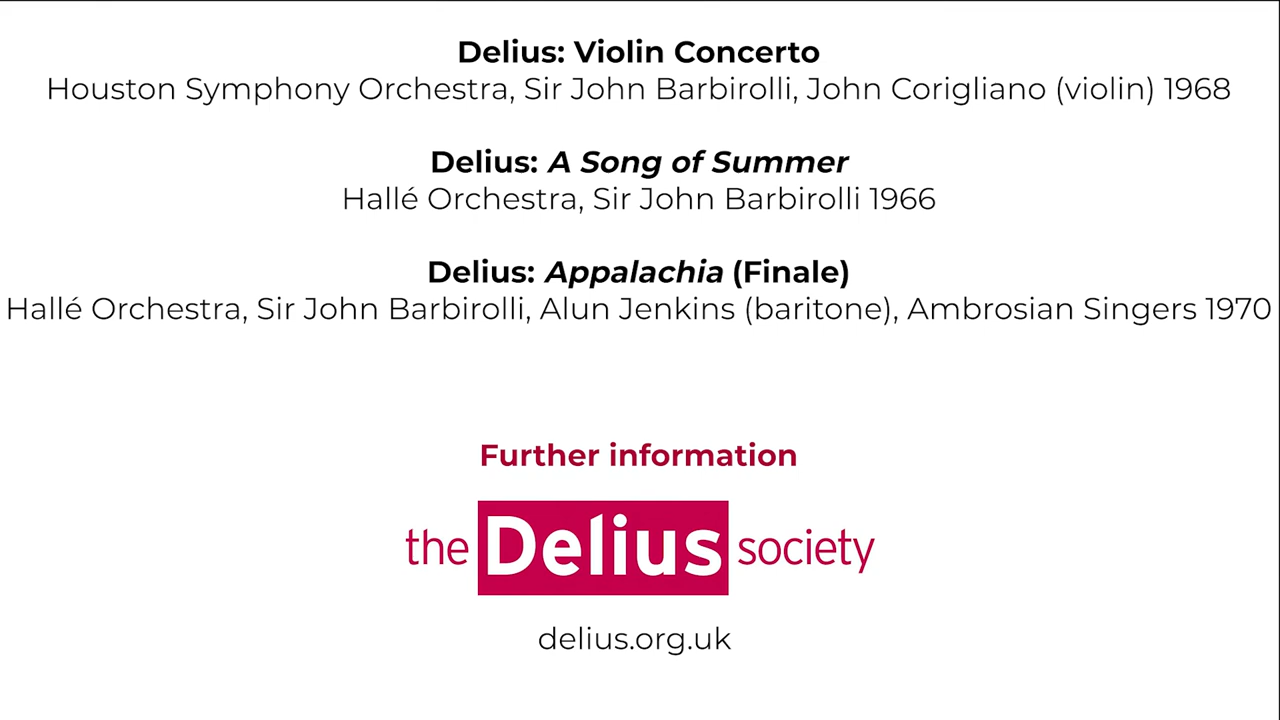 Delius: Violin Concerto
Houston Symphony Orchestra, Sir John Barbirolli, John Corigliano (violin) 1968
Delius: A Song of Summer
Hallé Orchestra, Sir John Barbirolli 1966
Delius: Appalachia (Finale)
Hallé Orchestra, Sir John Barbirolli, Alun Jenkins (baritone), Ambrosian Singers 1970
Further information
the Delius society
delius.org.uk